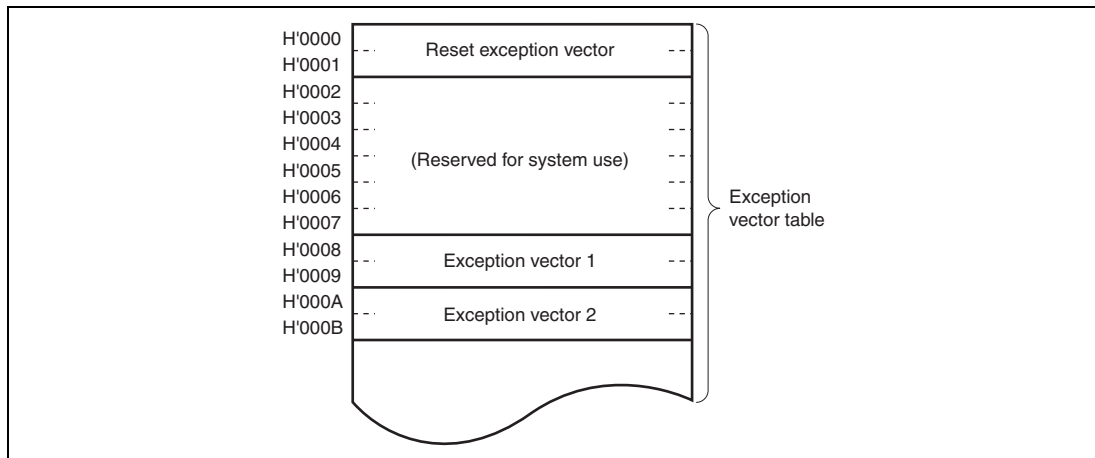 H'0000
H'0001
Reset exception vector
H'0002
H'0003
H'0004
H'0005
H'0006
H'0007
(Reserved for system use)
H'0008
H'0009
Exception vector 1
H'000A
H'000B
Exception vector 2
Exception
vector table